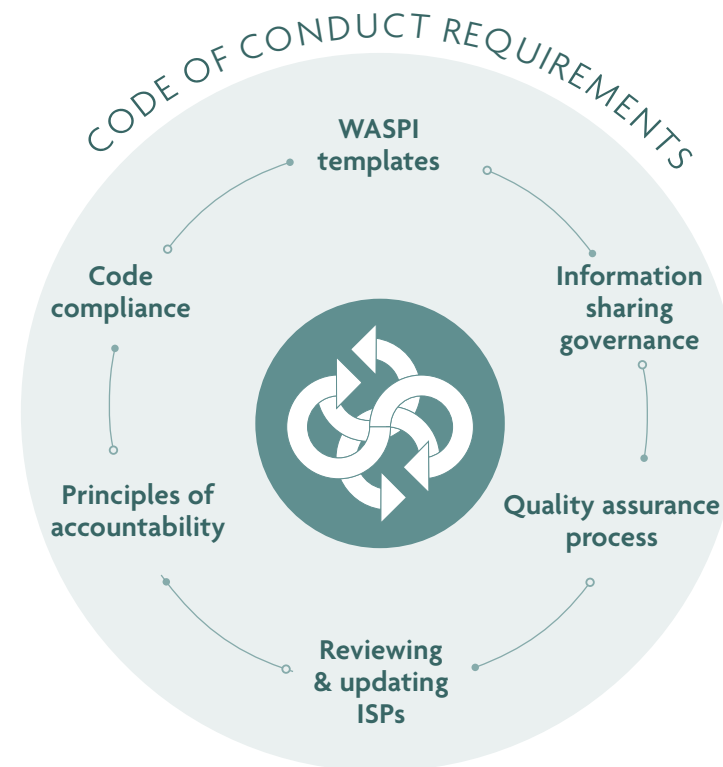 CODE OF CONDUCT REQUIREMENTS
WASPI
templates
Information
sharing
governance
Quality assurance
process
Reviewing
& updating
ISPs
Principles of
accountability
Code
compliance